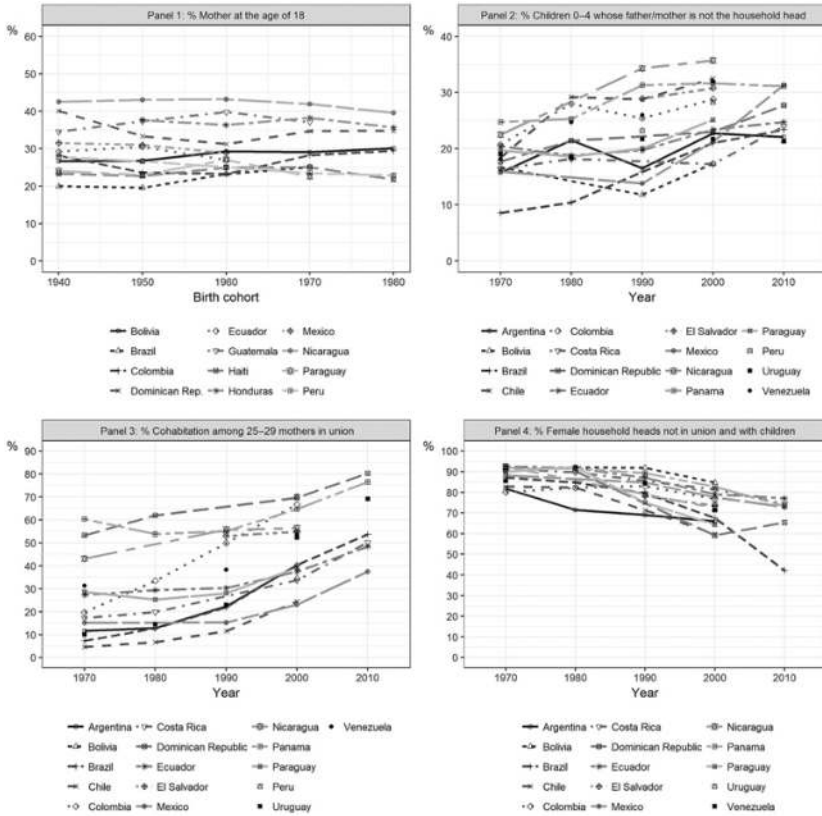 Panel 1: % Mother at the age of 18
%
60
50
40
30
20
10
0
1940 1950 1960 1970 1980
Birth cohort
Bolivia Ecuador Mexico
Brazil Guatemala Nicaragua
Colombia Haiti Paraguay
Dominican Rep. Honduras Peru
Panel 2: % Children 0–4 whose father/mother is not the household head
%
40
30
20
10
0
1970 1980 1990 2000 2010
Year
Argentina Colombia El Salvador Paraguay
Bolivia Costa Rica Mexico Peru
Brazil Dominican Republic Nicaragua Uruguay
Chile Ecuador Panama Venezuela
Panel 3: % Cohabitation among 25–29 mothers in union
%
90
80
70
60
50
40
30
20
10
0
1970 1980 1990 2000 2010
Year
Argentina Costa Rica Nicaragua Venezuela
Bolivia Dominican Republic Panama
Brazil Ecuador Paraguay
Chile El Salvador Peru
Colombia Mexico Uruguay
Panel 4: % Female household heads not in union and with children
%
100
90
80
70
60
50
40
30
20
10
0
1970 1980 1990 2000 2010
Year
Argentina Costa Rica Nicaragua
Bolivia Dominican Republic Panama
Brazil Ecuador Paraguay
Chile El Salvador Uruguay
Colombia Mexico Venezuela